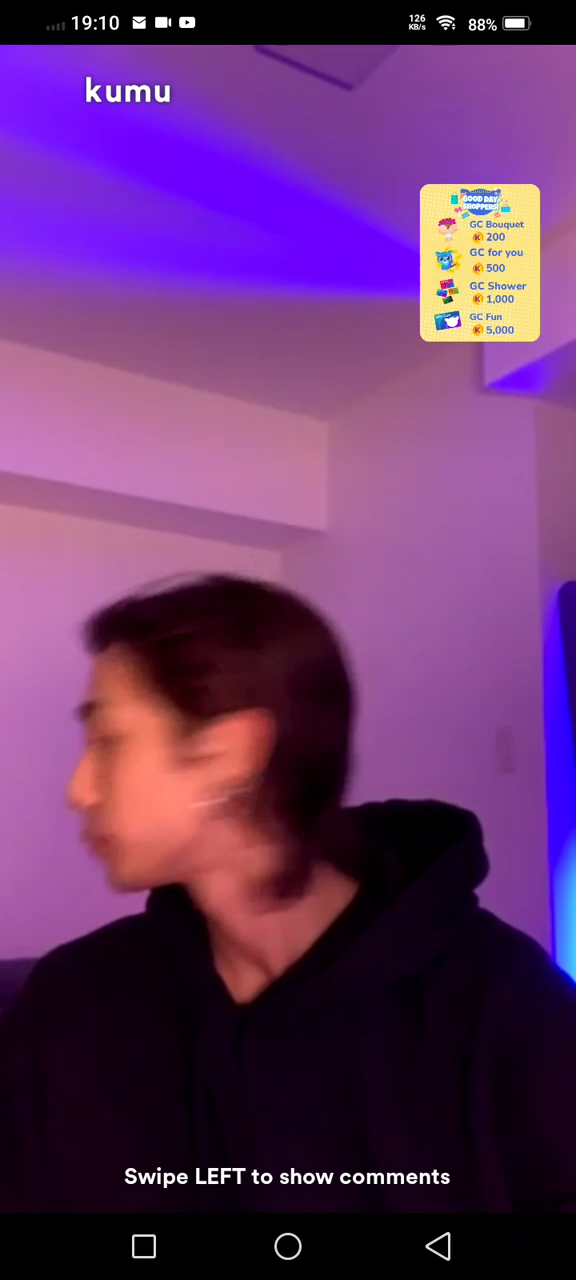 19:10
126
KB/s
88%
kumu
GOOD DAY
SHOPPERS!
GC Bouquet
K 200
GC for you
K 500
GC Shower
K 1,000
GC Fun
K 5,000
Swipe LEFT to show comments